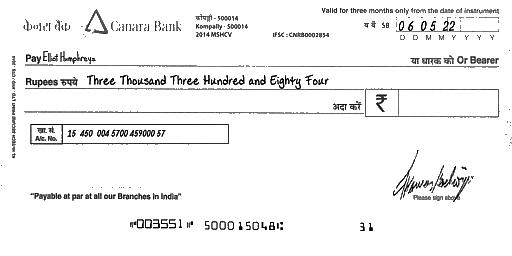 Valid for three months only from the date of instrument
केनरा बैंक Canara Bank
कोंपल्ली - 500014
Kompally - 500014
2014 MSHCV
IFSC : CNRB0002854
SB 06 05 22
D D M M Y Y Y Y
Pay Elliot Humphreys
या धारक को Or Bearer
Rupees रुपये Three Thousand Three Hundred and Eighty Four
अदा करें ₹
खा. सं.
A/c. No. 15 450 004 5700 459000 57
"Payable at par at all our Branches in India"
Please sign above
⑈003551⑈ 500015048⑆ 31